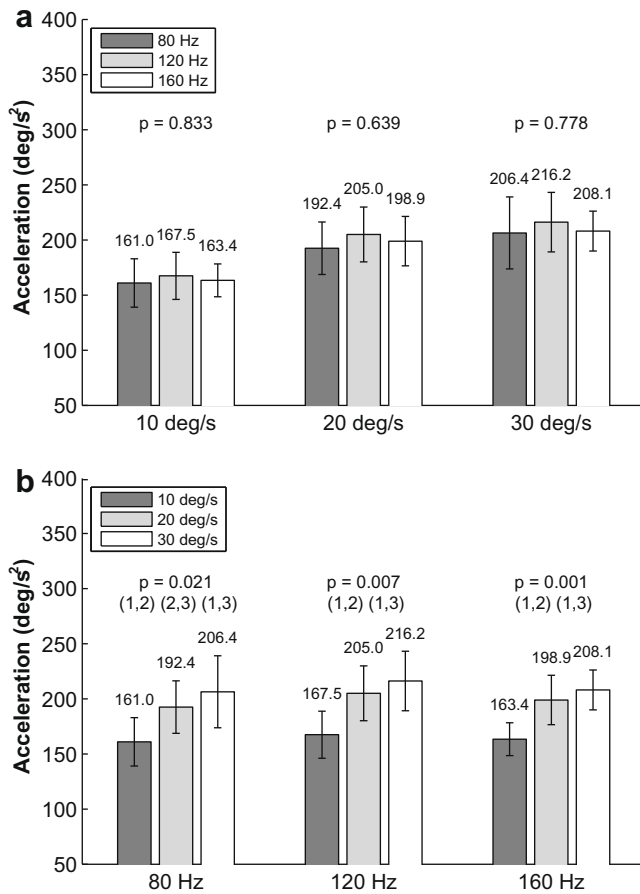 a
400
350
300
250
200
150
100
50
Acceleration (deg/s²)
80 Hz
120 Hz
160 Hz
p = 0.833
p = 0.639
p = 0.778
161.0
167.5
163.4
192.4
205.0
198.9
206.4
216.2
208.1
10 deg/s
20 deg/s
30 deg/s
b
400
350
300
250
200
150
100
50
Acceleration (deg/s²)
10 deg/s
20 deg/s
30 deg/s
p = 0.021
(1,2) (2,3) (1,3)
p = 0.007
(1,2) (1,3)
p = 0.001
(1,2) (1,3)
161.0
192.4
206.4
167.5
205.0
216.2
163.4
198.9
208.1
80 Hz
120 Hz
160 Hz